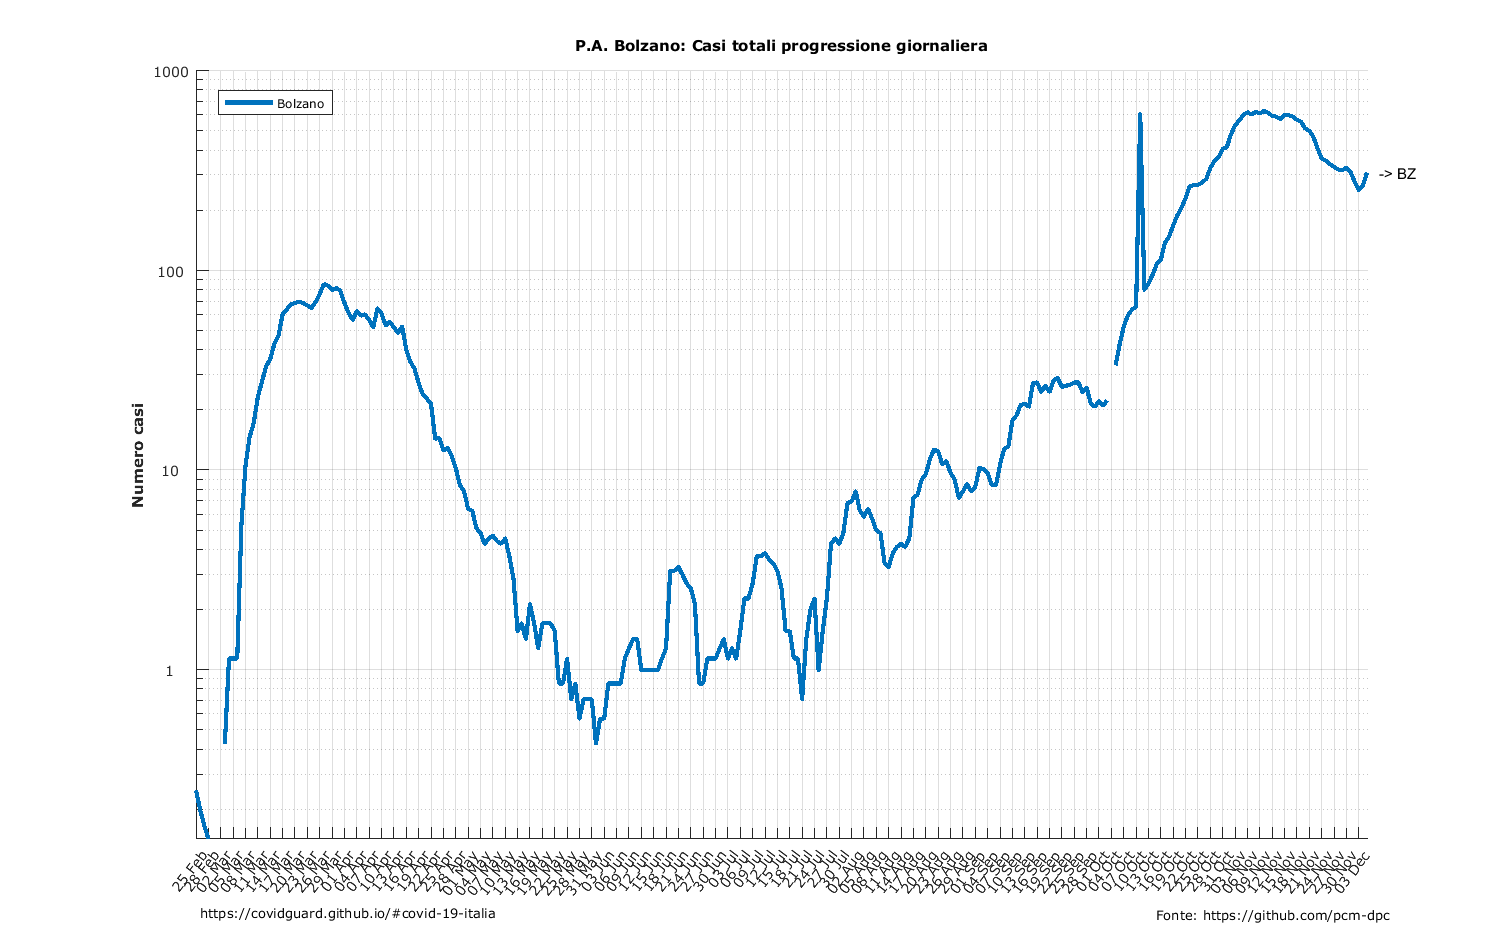 P.A. Bolzano: Casi totali progressione giornaliera
1000
Bolzano
-> BZ
100
Numero casi
10
1
25 Feb
28 Feb
02 Mar
05 Mar
08 Mar
11 Mar
14 Mar
17 Mar
20 Mar
23 Mar
26 Mar
29 Mar
01 Apr
04 Apr
07 Apr
10 Apr
13 Apr
16 Apr
19 Apr
22 Apr
25 Apr
28 Apr
01 May
04 May
07 May
10 May
13 May
16 May
19 May
22 May
25 May
28 May
31 May
03 Jun
06 Jun
09 Jun
12 Jun
15 Jun
18 Jun
21 Jun
24 Jun
27 Jun
30 Jun
03 Jul
06 Jul
09 Jul
12 Jul
15 Jul
18 Jul
21 Jul
24 Jul
27 Jul
30 Jul
02 Aug
05 Aug
08 Aug
11 Aug
14 Aug
17 Aug
20 Aug
23 Aug
26 Aug
29 Aug
01 Sep
04 Sep
07 Sep
10 Sep
13 Sep
16 Sep
19 Sep
22 Sep
25 Sep
28 Sep
01 Oct
04 Oct
07 Oct
10 Oct
13 Oct
16 Oct
19 Oct
22 Oct
25 Oct
28 Oct
31 Oct
03 Nov
06 Nov
09 Nov
12 Nov
15 Nov
18 Nov
21 Nov
24 Nov
27 Nov
30 Nov
03 Dec
https://covidguard.github.io/#covid-19-italia
Fonte: https://github.com/pcm-dpc